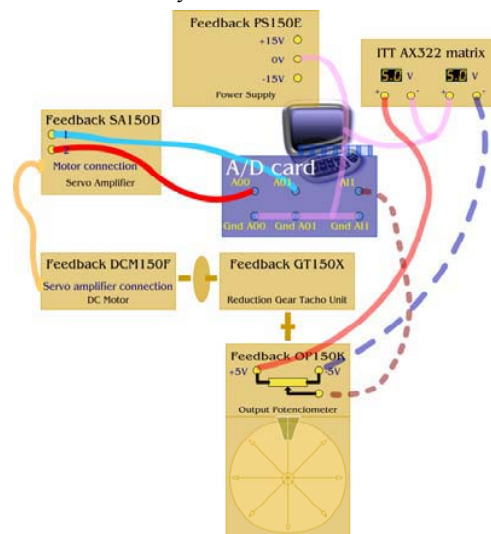 Feedback PS150E
+15V
0V
-15V
Power Supply
ITT AX322 matrix
5.0 V 5.0 V
+ - + -
Feedback SA150D
1
2
Motor connection
Servo Amplifier
A/D card
A00 A01 AI1
Gnd A00 Gnd A01 Gnd AI1
Feedback DCM150F
Servo amplifier connection
DC Motor
Feedback GT150X
Reduction Gear Tacho Unit
Feedback OP150K
+5V -5V
Output Potenciometer